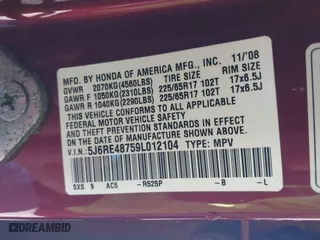 MFD. BY HONDA OF AMERICA MFG., INC. 11/'08
GVWR 2070KG(4560LBS) TIRE SIZE RIM SIZE
GAWR F 1050KG(2310LBS) 225/65R17 102T 17x6.5J
GAWR R 1040KG(2290LBS) 225/65R17 102T 17x6.5J
THIS VEHICLE CONFORMS TO ALL APPLICABLE
FEDERAL MOTOR VEHICLE SAFETY AND THEFT PREVENTION
STANDARDS IN EFFECT ON THE DATE OF MANUFACTURE
SHOWN ABOVE.
V.I.N.: 5J6RE48759L012104 TYPE: MPV
SXS 9 AC5 -R525P -B -L
DREAMBID.COM